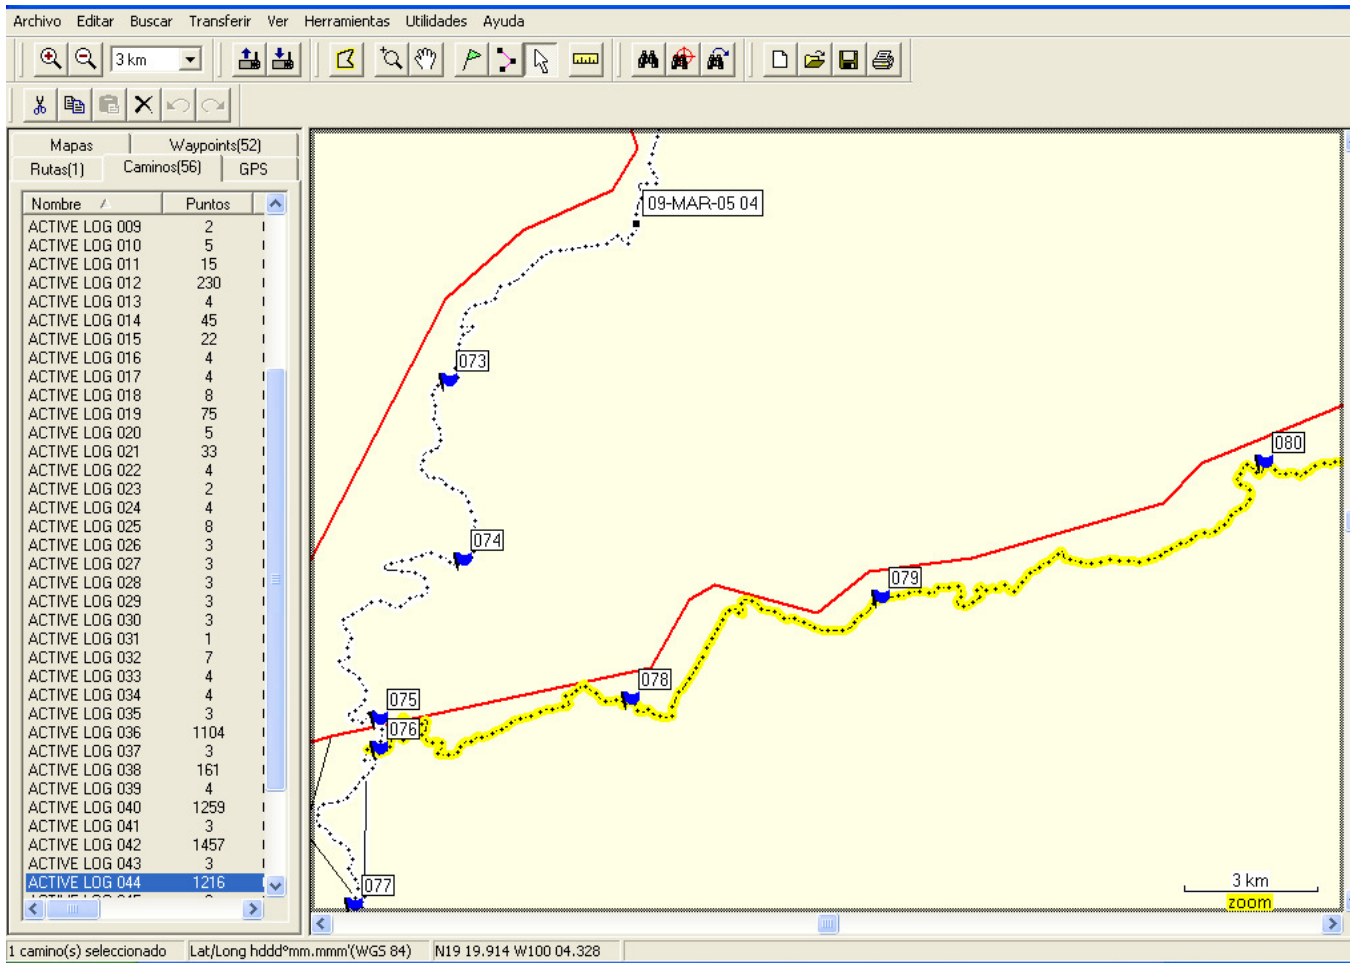 Archivo Editar Buscar Transferir Ver Herramientas Utilidades Ayuda
3 km
Mapas Waypoints(52)
Rutas(1) Caminos(56) GPS
Nombre Puntos
ACTIVE LOG 009 2
ACTIVE LOG 010 5
ACTIVE LOG 011 15
ACTIVE LOG 012 230
ACTIVE LOG 013 4
ACTIVE LOG 014 45
ACTIVE LOG 015 22
ACTIVE LOG 016 4
ACTIVE LOG 017 4
ACTIVE LOG 018 8
ACTIVE LOG 019 75
ACTIVE LOG 020 5
ACTIVE LOG 021 33
ACTIVE LOG 022 4
ACTIVE LOG 023 2
ACTIVE LOG 024 4
ACTIVE LOG 025 8
ACTIVE LOG 026 3
ACTIVE LOG 027 3
ACTIVE LOG 028 3
ACTIVE LOG 029 3
ACTIVE LOG 030 3
ACTIVE LOG 031 1
ACTIVE LOG 032 7
ACTIVE LOG 033 4
ACTIVE LOG 034 4
ACTIVE LOG 035 3
ACTIVE LOG 036 1104
ACTIVE LOG 037 3
ACTIVE LOG 038 161
ACTIVE LOG 039 4
ACTIVE LOG 040 1259
ACTIVE LOG 041 3
ACTIVE LOG 042 1457
ACTIVE LOG 043 3
ACTIVE LOG 044 1216
09-MAR-05 04
073
074
075
076
077
078
079
080
3 km
zoom
1 camino(s) seleccionado Lat/Long hddd°mm.mmm'(WGS 84) N19 19.914 W100 04.328